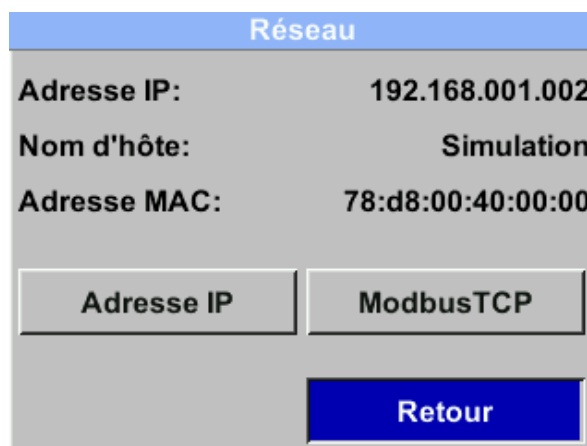 Réseau
Adresse IP: 192.168.001.002
Nom d'hôte: Simulation
Adresse MAC: 78:d8:00:40:00:00
Adresse IP ModbusTCP
Retour